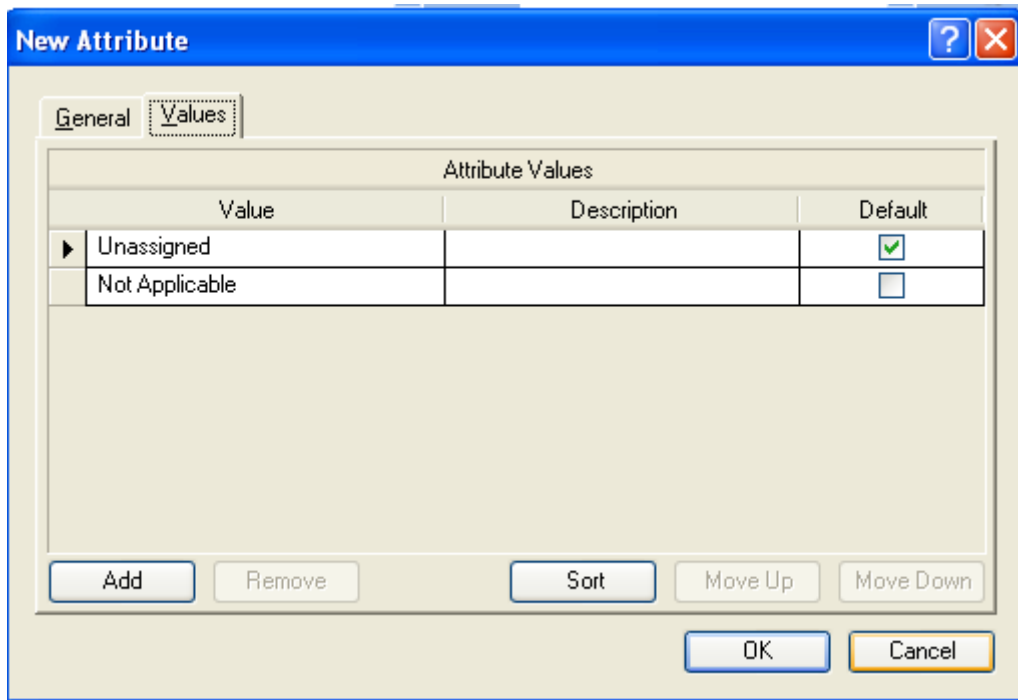 New Attribute
General Values
Attribute Values
Value Description Default
Unassigned
Not Applicable
Add Remove Sort Move Up Move Down
OK Cancel